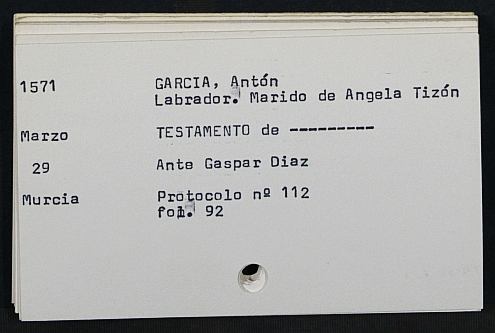 1571 GARCIA, Antón
Labrador. Marido de Angela Tizón
Marzo TESTAMENTO de ---------
29 Ante Gaspar Diaz
Murcia Protocolo nº 112
fol. 92